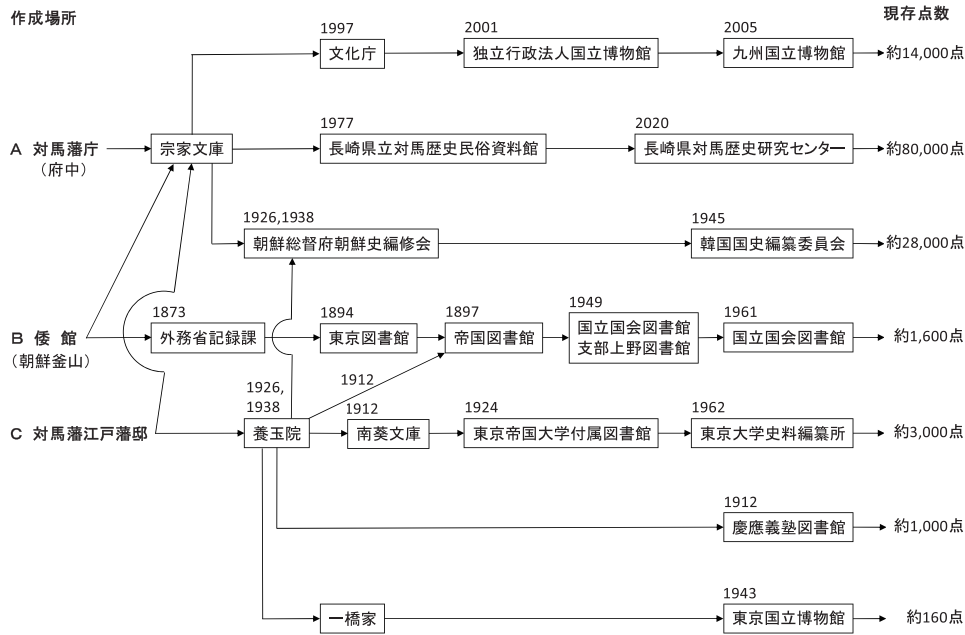 作成場所
現存点数
1997
文化庁
2001
独立行政法人国立博物館
2005
九州国立博物館
約14,000点
A 対馬藩庁
（府中）
宗家文庫
1977
長崎県立対馬歴史民俗資料館
2020
長崎県対馬歴史研究センター
約80,000点
1926,1938
朝鮮総督府朝鮮史編修会
1945
韓国国史編纂委員会
約28,000点
B 倭館
（朝鮮釜山）
1873
外務省記録課
1894
東京図書館
1897
帝国図書館
1949
国立国会図書館
支部上野図書館
1961
国立国会図書館
約1,600点
1912
C 対馬藩江戸藩邸
1926,
1938
養玉院
1912
南葵文庫
1924
東京帝国大学付属図書館
1962
東京大学史料編纂所
約3,000点
1912
慶應義塾図書館
約1,000点
一橋家
1943
東京国立博物館
約160点